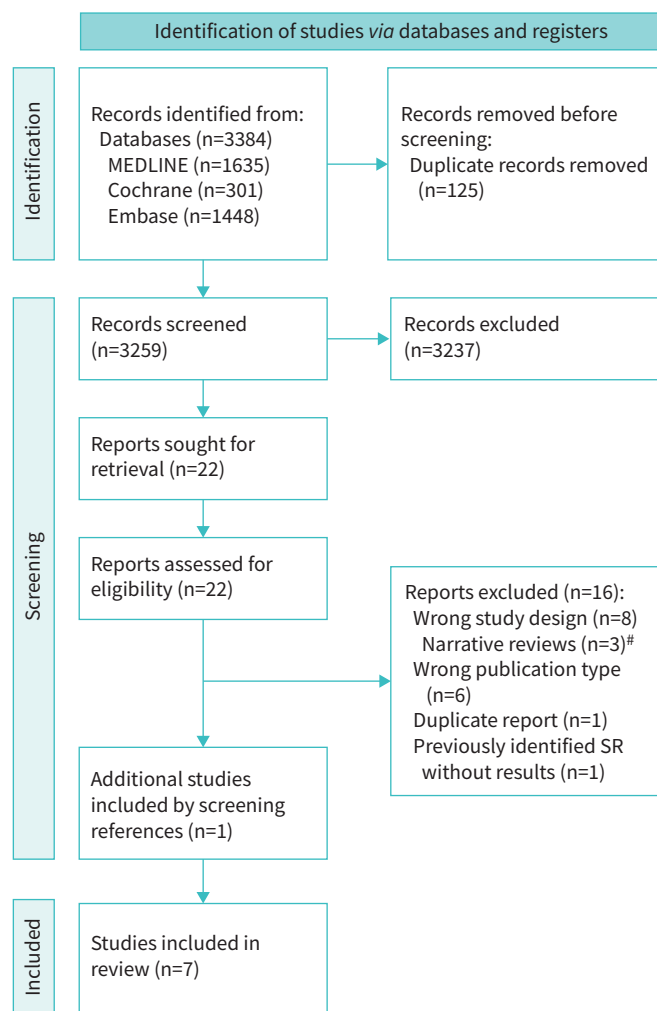 Identification of studies via databases and registers
Identification
Records identified from:
Databases (n=3384)
MEDLINE (n=1635)
Cochrane (n=301)
Embase (n=1448)
Records removed before
screening:
Duplicate records removed
(n=125)
Screening
Records screened
(n=3259)
Records excluded
(n=3237)
Reports sought for
retrieval (n=22)
Reports assessed for
eligibility (n=22)
Reports excluded (n=16):
Wrong study design (n=8)
Narrative reviews (n=3)#
Wrong publication type
(n=6)
Duplicate report (n=1)
Previously identified SR
without results (n=1)
Additional studies
included by screening
references (n=1)
Included
Studies included in
review (n=7)